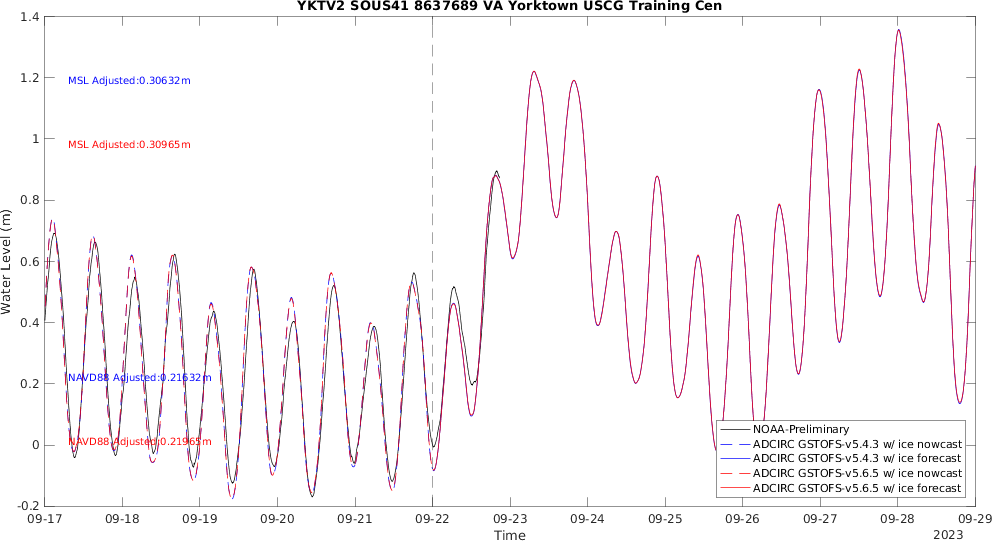 YKTV2 SOUS41 8637689 VA Yorktown USCG Training Cen
1.4
1.2
1
0.8
0.6
0.4
0.2
0
-0.2
Water Level (m)
MSL Adjusted:0.30632m
MSL Adjusted:0.30965m
NAVD88 Adjusted:0.21632m
NAVD88 Adjusted:0.21965m
NOAA-Preliminary
ADCIRC GSTOFS-v5.4.3 w/ ice nowcast
ADCIRC GSTOFS-v5.4.3 w/ ice forecast
ADCIRC GSTOFS-v5.6.5 w/ ice nowcast
ADCIRC GSTOFS-v5.6.5 w/ ice forecast
09-17 09-18 09-19 09-20 09-21 09-22 09-23 09-24 09-25 09-26 09-27 09-28 09-29
Time
2023